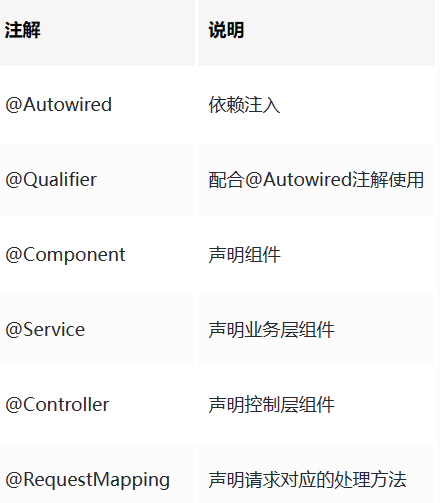 注解 说明
@Autowired 依赖注入
@Qualifier 配合@Autowired注解使用
@Component 声明组件
@Service 声明业务层组件
@Controller 声明控制层组件
@RequestMapping 声明请求对应的处理方法